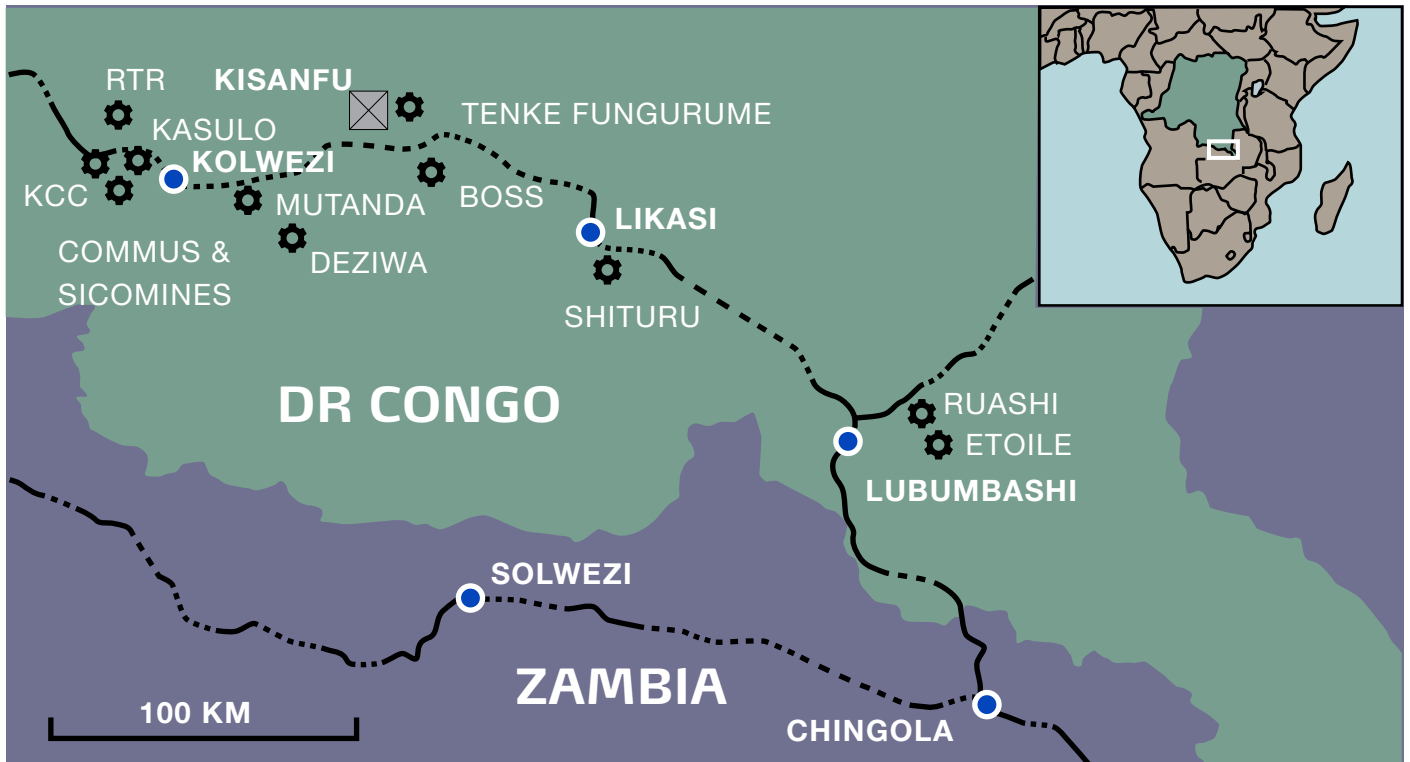 RTR
KISANFU
TENKE FUNGURUME
KASULO
KOLWEZI
KCC
MUTANDA
BOSS
LIKASI
COMMUS &
SICOMINES
DEZIWA
SHITURU
DR CONGO
RUASHI
ETOILE
LUBUMBASHI
SOLWEZI
ZAMBIA
100 KM
CHINGOLA